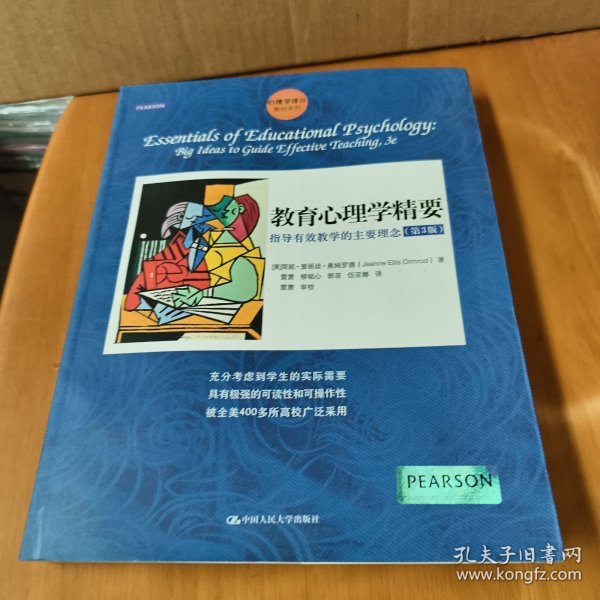 PEARSON
心理学译丛
教材系列
Essentials of Educational Psychology:
Big Ideas to Guide Effective Teaching, 3e
教育心理学精要
指导有效教学的主要理念(第3版)
[美]简妮·爱丽丝·奥姆罗德(Jeanne Ellis Ormrod) 著
雷雳 柳铭心 郭菲 伍亚娜 译
雷雳 审校
充分考虑到学生的实际需要
具有极强的可读性和可操作性
被全美400多所高校广泛采用
PEARSON
中国人民大学出版社
孔夫子旧书网
www.kongfz.com